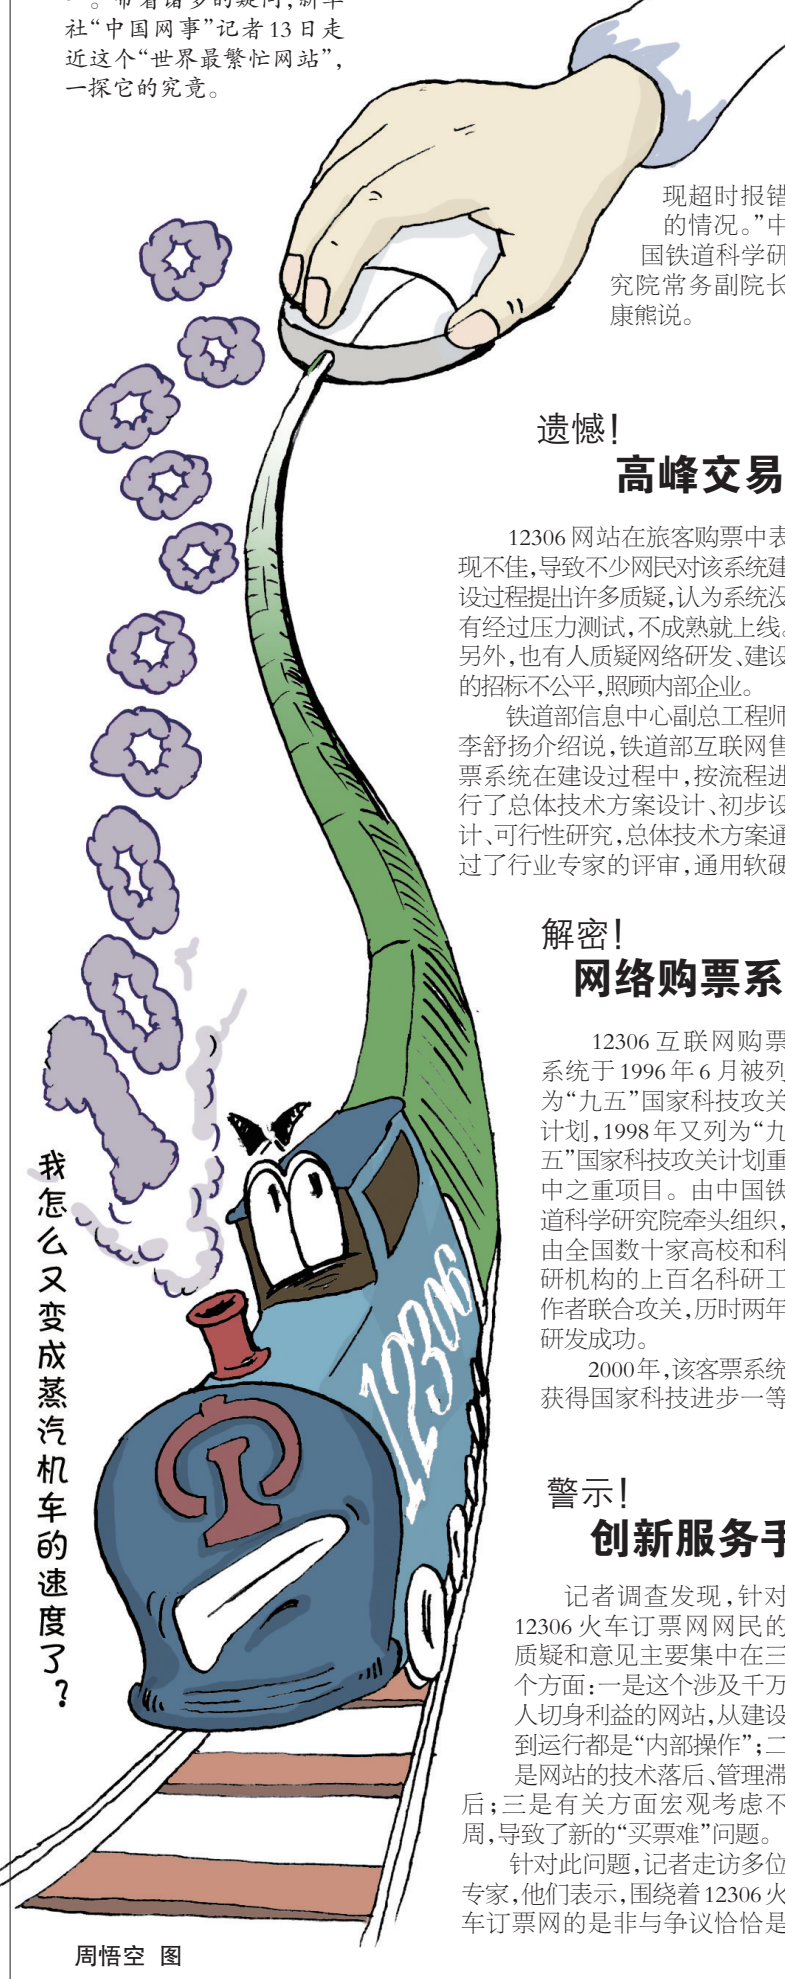 。带着诸多的疑问,新华
社“中国网事”记者13日走
近这个“世界最繁忙网站”,
一探它的究竟。
现超时报错
的情况。”中
国铁道科学研
究院常务副院长
康熊说。
遗憾!
高峰交易
12306网站在旅客购票中表
现不佳,导致不少网民对该系统建
设过程提出许多质疑,认为系统没
有经过压力测试,不成熟就上线。
另外,也有人质疑网络研发、建设
的招标不公平,照顾内部企业。
铁道部信息中心副总工程师
李舒扬介绍说,铁道部互联网售
票系统在建设过程中,按流程进
行了总体技术方案设计、初步设
计、可行性研究,总体技术方案通
过了行业专家的评审,通用软硬
解密!
网络购票系
12306互联网购票
系统于1996年6月被列
为“九五”国家科技攻关
计划,1998年又列为“九
五”国家科技攻关计划重
中之重项目。由中国铁
道科学研究院牵头组织,
由全国数十家高校和科
研机构的上百名科研工
作者联合攻关,历时两年
研发成功。
2000年,该客票系统
获得国家科技进步一等
警示!
创新服务手
记者调查发现,针对
12306火车订票网网民的
质疑和意见主要集中在三
个方面:一是这个涉及千万
人切身利益的网站,从建设
到运行都是“内部操作”;二
是网站的技术落后、管理滞
后;三是有关方面宏观考虑不
周,导致了新的“买票难”问题。
针对此问题,记者走访多位
专家,他们表示,围绕着12306火
车订票网的是非与争议恰恰是
我怎么又变成蒸汽机车的速度了?
12306
周悟空 图